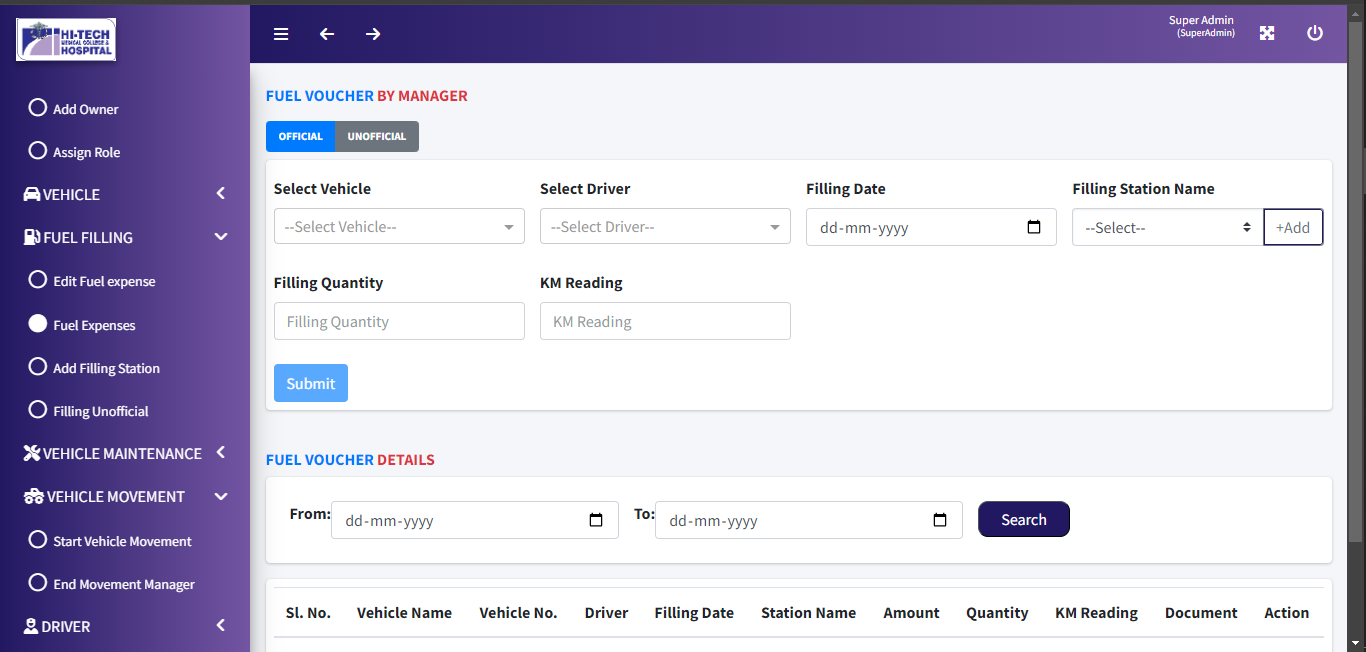 HI-TECH
MEDICAL COLLEGE &
HOSPITAL
Super Admin
(SuperAdmin)
Add Owner
Assign Role
VEHICLE
FUEL FILLING
Edit Fuel expense
Fuel Expenses
Add Filling Station
Filling Unofficial
VEHICLE MAINTENANCE
VEHICLE MOVEMENT
Start Vehicle Movement
End Movement Manager
DRIVER
FUEL VOUCHER BY MANAGER
OFFICIAL UNOFFICIAL
Select Vehicle Select Driver Filling Date Filling Station Name
--Select Vehicle-- --Select Driver-- dd-mm-yyyy --Select-- +Add
Filling Quantity KM Reading
Filling Quantity KM Reading
Submit
FUEL VOUCHER DETAILS
From: dd-mm-yyyy To: dd-mm-yyyy Search
Sl. No. Vehicle Name Vehicle No. Driver Filling Date Station Name Amount Quantity KM Reading Document Action